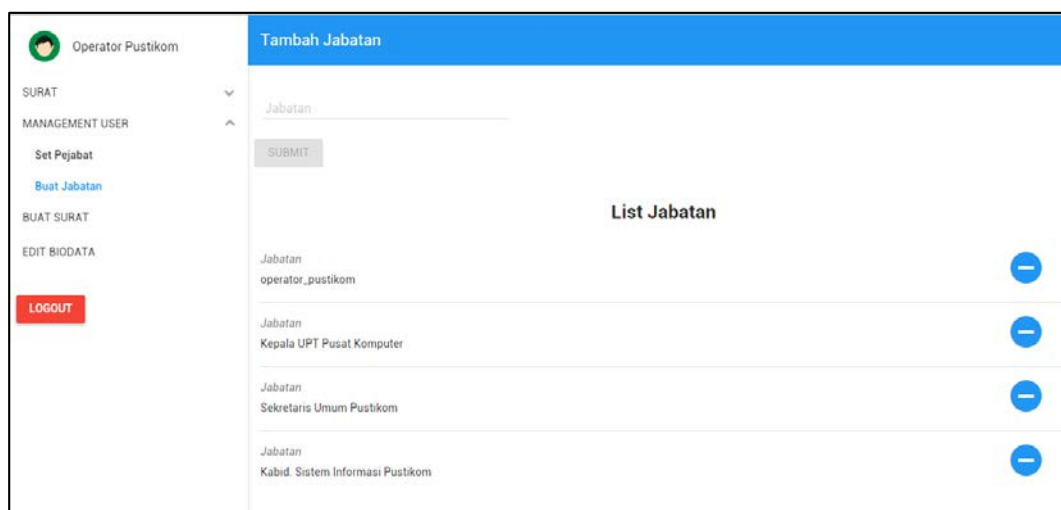 Operator Pustikom
SURAT
MANAGEMENT USER
Set Pejabat
Buat Jabatan
BUAT SURAT
EDIT BIODATA
LOGOUT
Tambah Jabatan
Jabatan
SUBMIT
List Jabatan
Jabatan
operator_pustikom
Jabatan
Kepala UPT Pusat Komputer
Jabatan
Sekretaris Umum Pustikom
Jabatan
Kabid. Sistem Informasi Pustikom